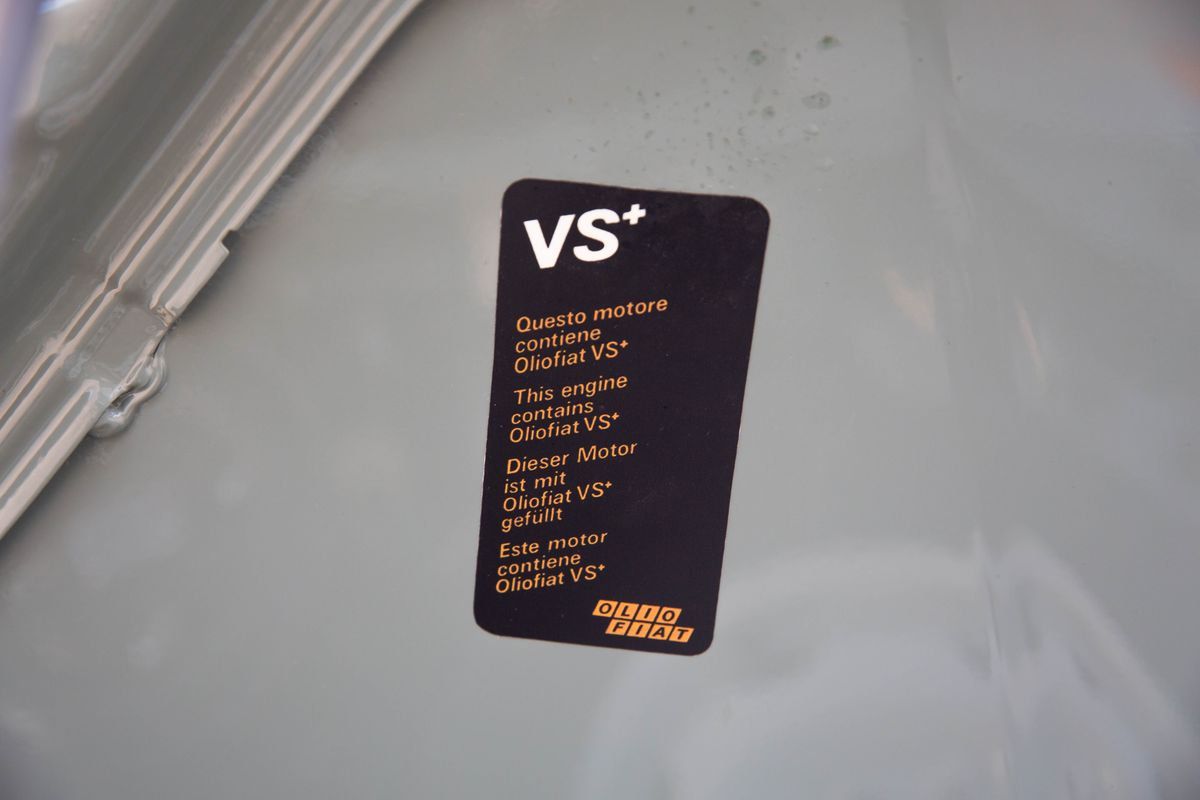 VS+
Questo motore
contiene
Oliofiat VS+
This engine
contains
Oliofiat VS+
Dieser Motor
ist mit
Oliofiat VS+
gefüllt
Este motor
contiene
Oliofiat VS+
OLIO
FIAT